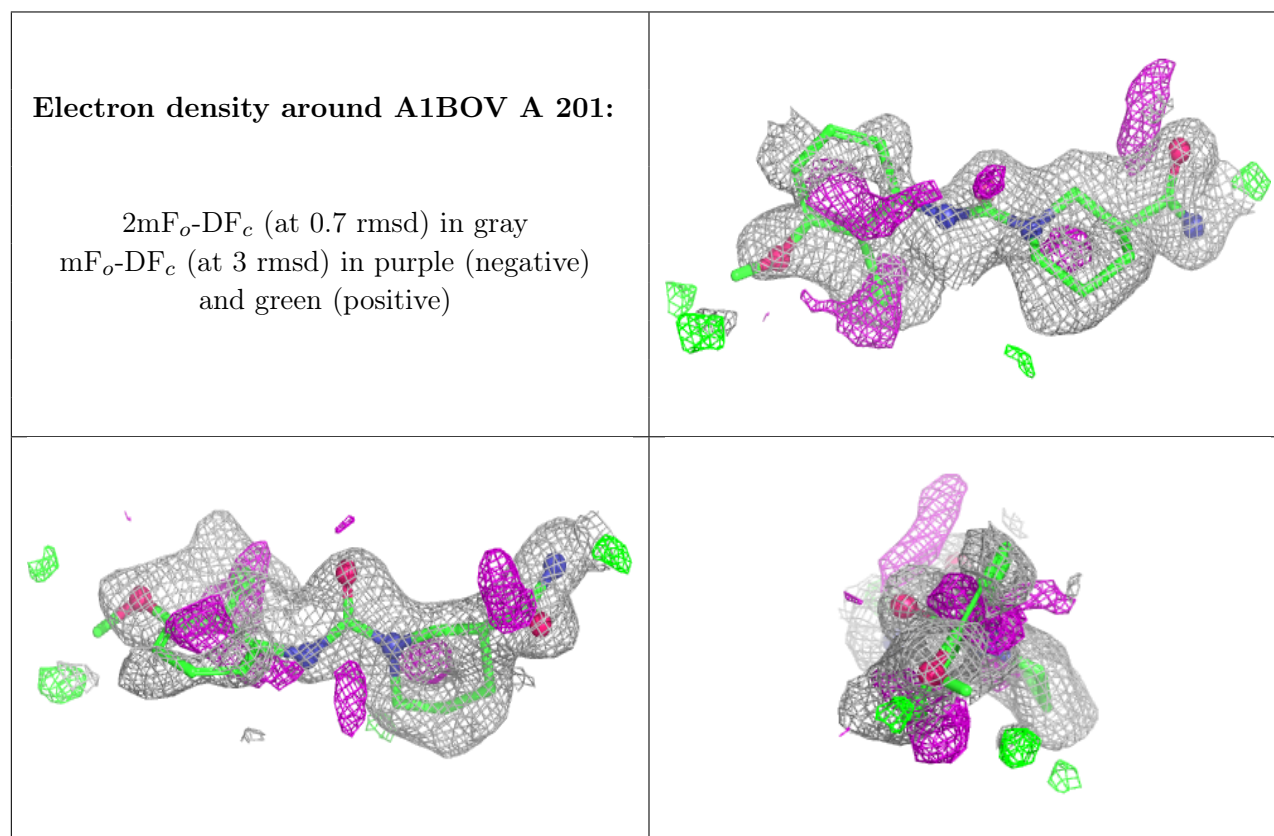 Electron density around A1BOV A 201:
2mFo-DFc (at 0.7 rmsd) in gray
mFo-DFc (at 3 rmsd) in purple (negative)
and green (positive)